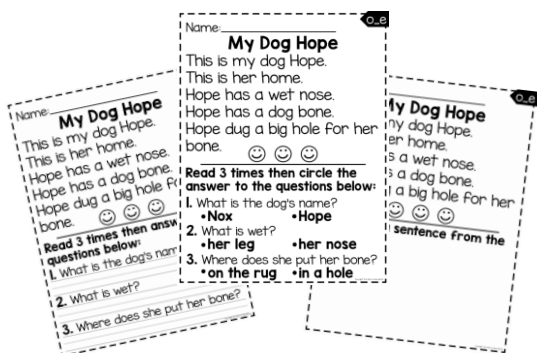 Name:
My Dog Hope
This is my dog Hope.
This is her home.
Hope has a wet nose.
Hope has a dog bone.
Hope dug a big hole fo
bone.
Read 3 times then answ
questions below:
1. What is the dog's nam
2. What is wet?
3. Where does she put her bone?
o_e
Name:
My Dog Hope
This is my dog Hope.
This is her home.
Hope has a wet nose.
Hope has a dog bone.
Hope dug a big hole for her
bone.
Read 3 times then circle the
answer to the questions below:
1. What is the dog's name?
•Nox •Hope
2. What is wet?
•her leg •her nose
3. Where does she put her bone?
•on the rug •in a hole
o_e
My Dog Hope
my dog Hope.
er home.
s a wet nose.
s a dog bone.
a big hole for her
sentence from the